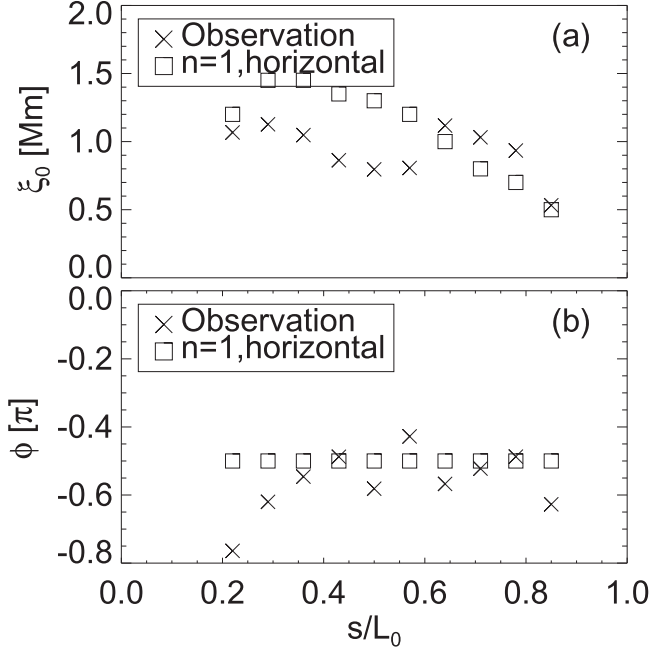 2.0
× Observation
(a)
□ n=1,horizontal
1.5
1.0
0.5
0.0
ξ₀ [Mm]
0.0
× Observation
(b)
□ n=1,horizontal
-0.2
-0.4
-0.6
-0.8
ϕ [π]
0.0 0.2 0.4 0.6 0.8 1.0
s/L₀